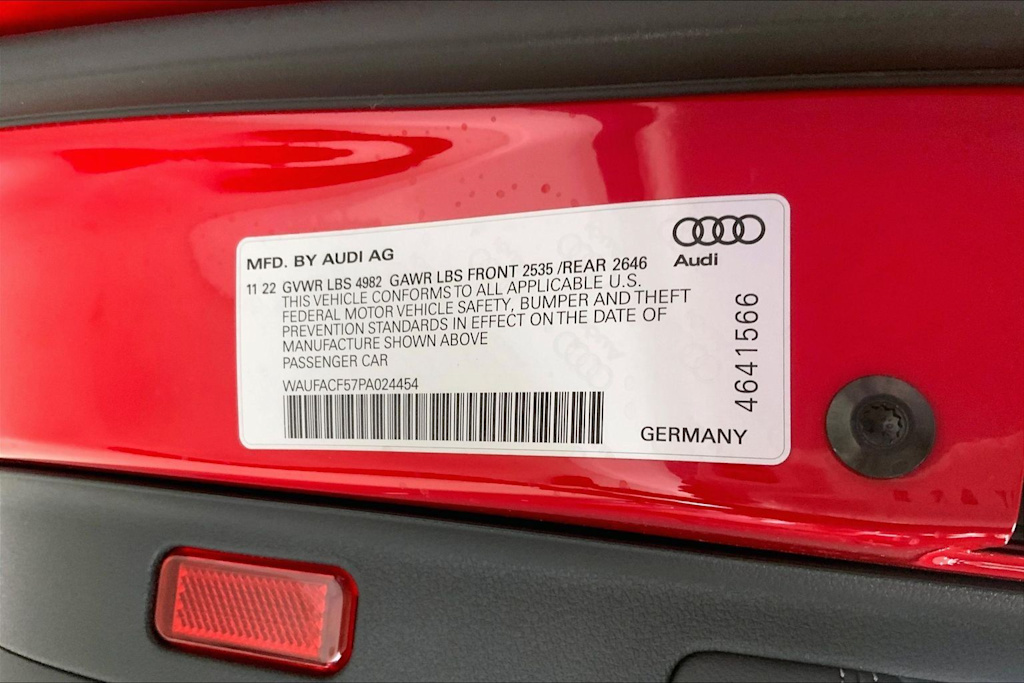 MFD. BY AUDI AG
Audi
11 22 GVWR LBS 4982 GAWR LBS FRONT 2535 /REAR 2646
THIS VEHICLE CONFORMS TO ALL APPLICABLE U.S.
FEDERAL MOTOR VEHICLE SAFETY, BUMPER AND THEFT
PREVENTION STANDARDS IN EFFECT ON THE DATE OF
MANUFACTURE SHOWN ABOVE
PASSENGER CAR
WAUFACF57PA024454
4641566
GERMANY